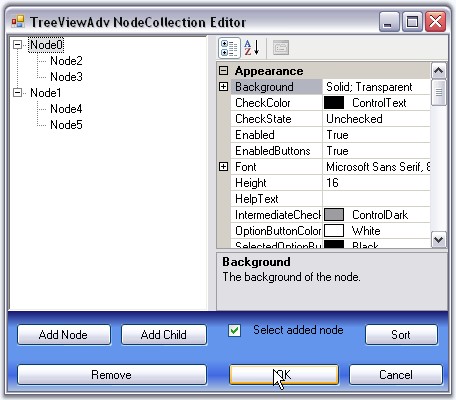 TreeViewAdv NodeCollection Editor
Node0
Node2
Node3
Node1
Node4
Node5
Appearance
Background Solid; Transparent
CheckColor ControlText
CheckState Unchecked
Enabled True
EnabledButtons True
Font Microsoft Sans Serif, 8
Height 16
HelpText
IntermediateCheck ControlDark
OptionButtonColor White
SelectedOptionBu Black
Background
The background of the node.
Add Node Add Child Select added node Sort
Remove OK Cancel